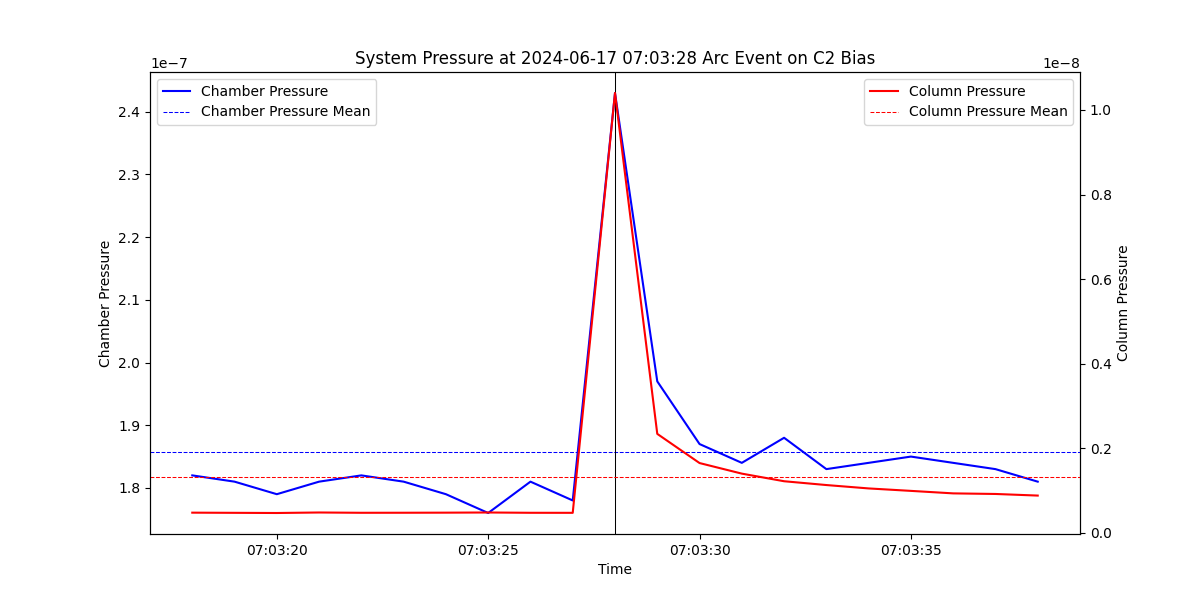 System Pressure at 2024-06-17 07:03:28 Arc Event on C2 Bias
1e−7
1e−8
Chamber Pressure
Chamber Pressure Mean
Column Pressure
Column Pressure Mean
2.4
2.3
2.2
2.1
2.0
1.9
1.8
Chamber Pressure
1.0
0.8
0.6
0.4
0.2
0.0
Column Pressure
07:03:20
07:03:25
07:03:30
07:03:35
Time